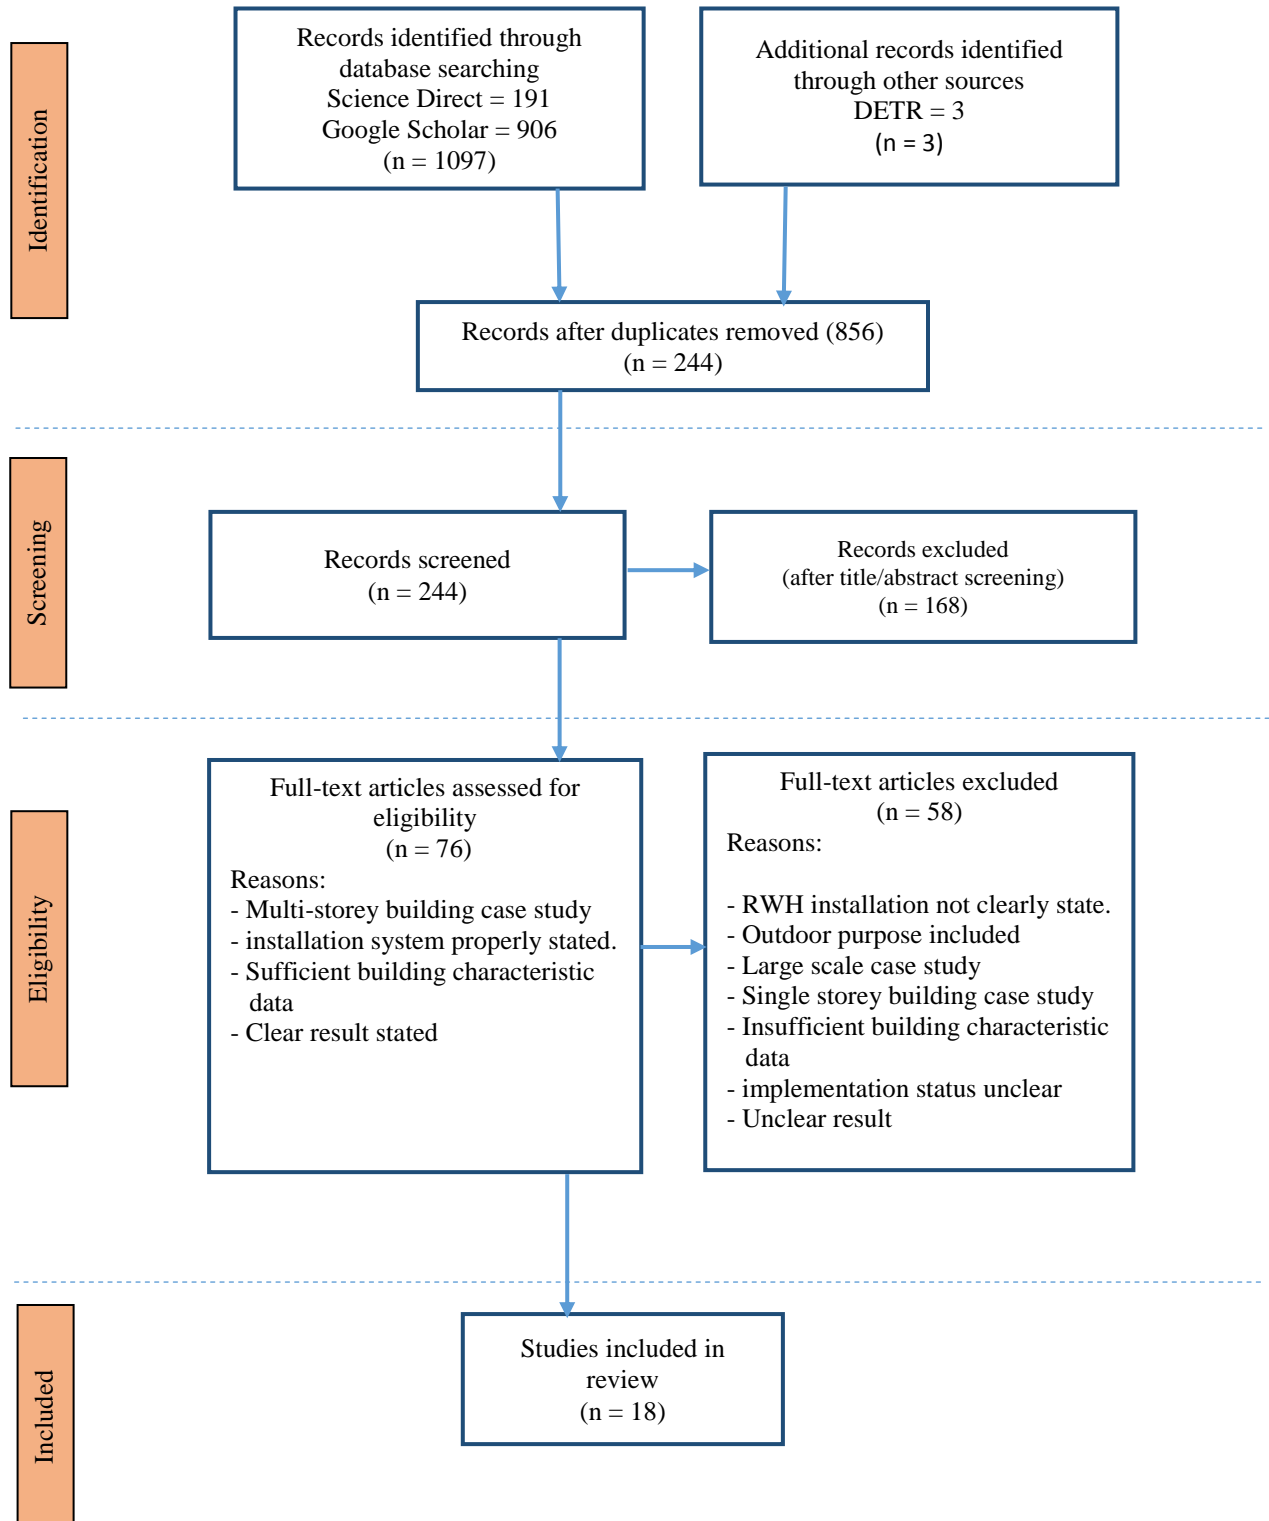 Identification
Records identified through
database searching
Science Direct = 191
Google Scholar = 906
(n = 1097)
Additional records identified
through other sources
DETR = 3
(n = 3)
Records after duplicates removed (856)
(n = 244)
Screening
Records screened
(n = 244)
Records excluded
(after title/abstract screening)
(n = 168)
Eligibility
Full-text articles assessed for
eligibility
(n = 76)
Reasons:
- Multi-storey building case study
- installation system properly stated.
- Sufficient building characteristic
data
- Clear result stated
Full-text articles excluded
(n = 58)
Reasons:
- RWH installation not clearly state.
- Outdoor purpose included
- Large scale case study
- Single storey building case study
- Insufficient building characteristic
data
- implementation status unclear
- Unclear result
Included
Studies included in
review
(n = 18)